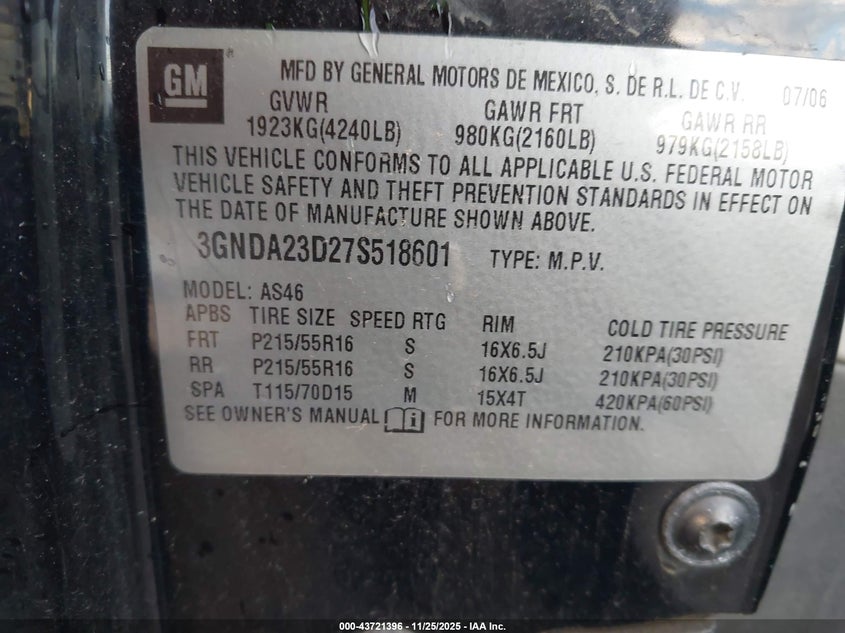 GM
MFD BY GENERAL MOTORS DE MEXICO, S. DE R.L. DE C.V. 07/06
GVWR GAWR FRT GAWR RR
1923KG(4240LB) 980KG(2160LB) 979KG(2158LB)
THIS VEHICLE CONFORMS TO ALL APPLICABLE U.S. FEDERAL MOTOR
VEHICLE SAFETY AND THEFT PREVENTION STANDARDS IN EFFECT ON
THE DATE OF MANUFACTURE SHOWN ABOVE.
3GNDA23D27S518601 TYPE: M.P.V.
MODEL: AS46
APBS TIRE SIZE SPEED RTG RIM COLD TIRE PRESSURE
FRT P215/55R16 S 16X6.5J 210KPA(30PSI)
RR P215/55R16 S 16X6.5J 210KPA(30PSI)
SPA T115/70D15 M 15X4T 420KPA(60PSI)
SEE OWNER'S MANUAL i FOR MORE INFORMATION.
000-43721396 - 11/25/2025 - IAA Inc.